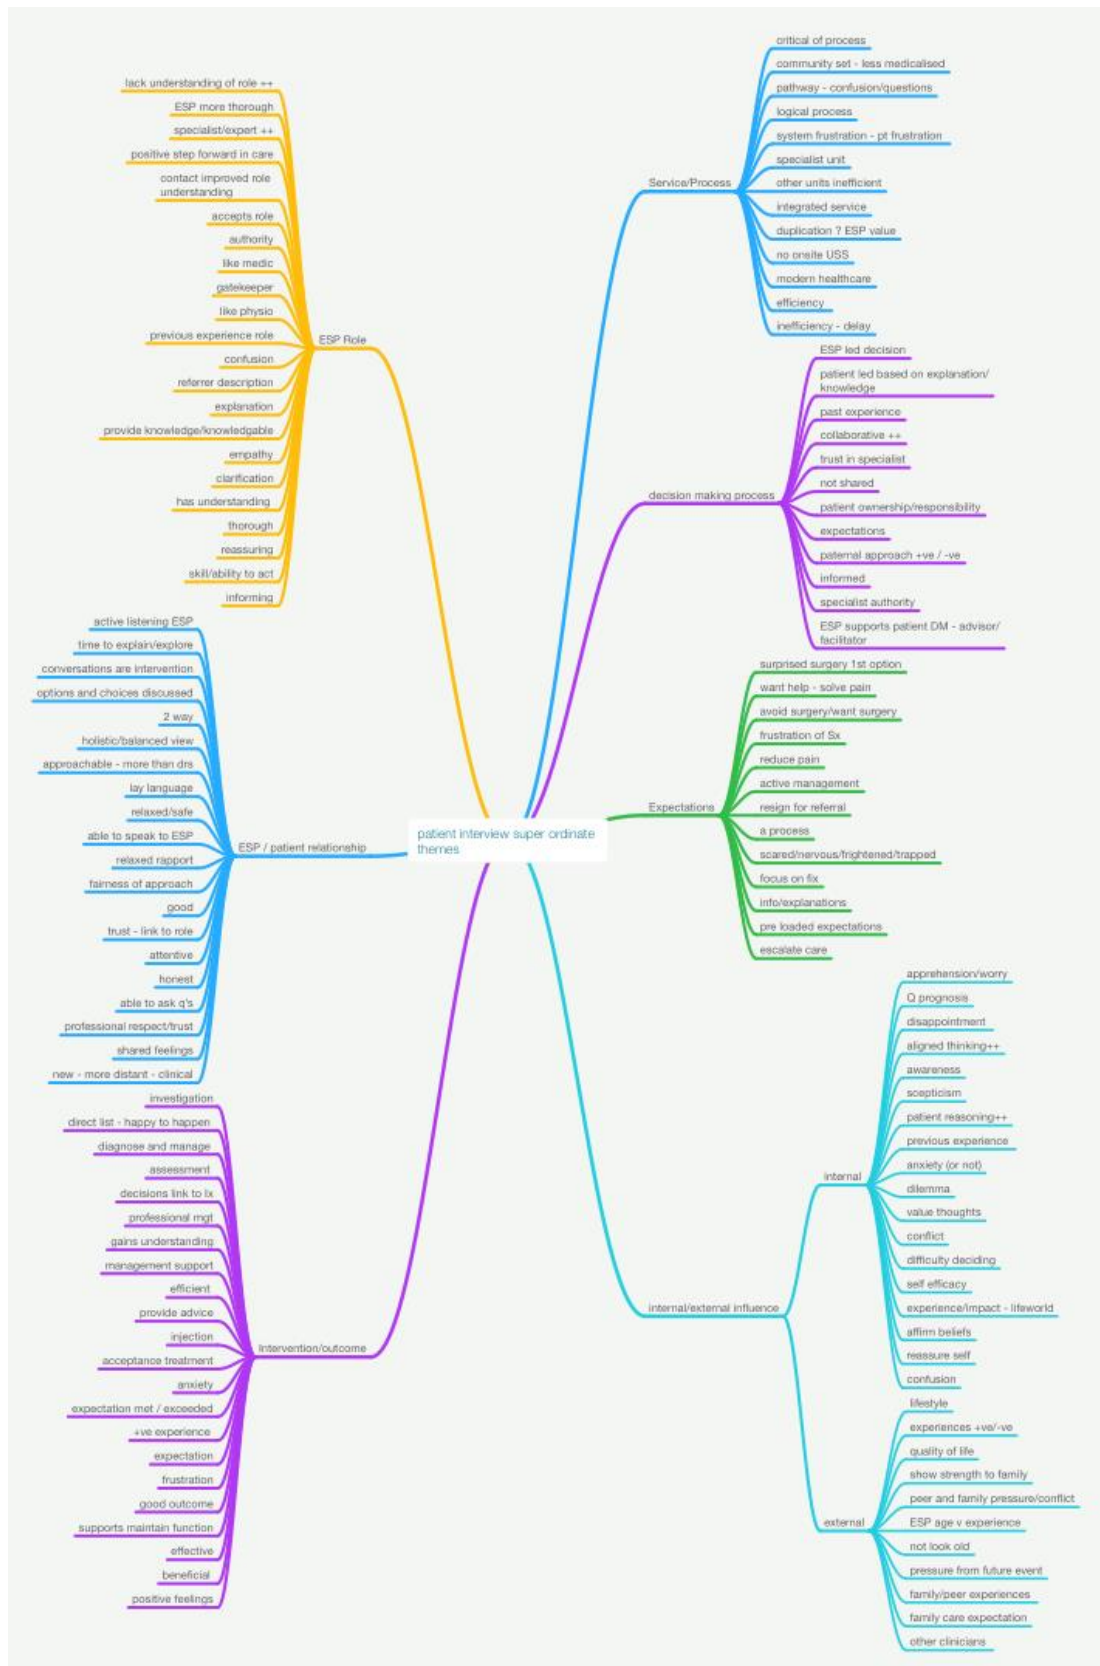 patient interview super ordinate
themes
ESP Role
lack understanding of role ++
ESP more thorough
specialist/expert ++
positive step forward in care
contact improved role
understanding
accepts role
authority
like medic
gatekeeper
like physio
previous experience role
confusion
referrer description
explanation
provide knowledge/knowledgable
empathy
clarification
has understanding
thorough
reassuring
skill/ability to act
informing
ESP / patient relationship
active listening ESP
time to explain/explore
conversations are intervention
options and choices discussed
2 way
holistic/balanced view
approachable - more than drs
lay language
relaxed/safe
able to speak to ESP
relaxed rapport
fairness of approach
good
trust - link to role
attentive
honest
able to ask q's
professional respect/trust
shared feelings
new - more distant - clinical
Intervention/outcome
investigation
direct list - happy to happen
diagnose and manage
assessment
decisions link to Ix
professional mgt
gains understanding
management support
efficient
provide advice
injection
acceptance treatment
anxiety
expectation met / exceeded
+ve experience
expectation
frustration
good outcome
supports maintain function
effective
beneficial
positive feelings
Service/Process
critical of process
community set - less medicalised
pathway - confusion/questions
logical process
system frustration - pt frustration
specialist unit
other units inefficient
integrated service
duplication ? ESP value
no onsite USS
modern healthcare
efficiency
inefficiency - delay
decision making process
ESP led decision
patient led based on explanation/
knowledge
past experience
collaborative ++
trust in specialist
not shared
patient ownership/responsibility
expectations
paternal approach +ve / -ve
informed
specialist authority
ESP supports patient DM - advisor/
facilitator
Expectations
surprised surgery 1st option
want help - solve pain
avoid surgery/want surgery
frustration of Sx
reduce pain
active management
resign for referral
a process
scared/nervous/frightened/trapped
focus on fix
info/explanations
pre loaded expectations
escalate care
internal/external influence
internal
apprehension/worry
Q prognosis
disappointment
aligned thinking++
awareness
scepticism
patient reasoning++
previous experience
anxiety (or not)
dilemma
value thoughts
conflict
difficulty deciding
self efficacy
experience/impact - lifeworld
affirm beliefs
reassure self
confusion
external
lifestyle
experiences +ve/-ve
quality of life
show strength to family
peer and family pressure/conflict
ESP age v experience
not look old
pressure from future event
family/peer experiences
family care expectation
other clinicians